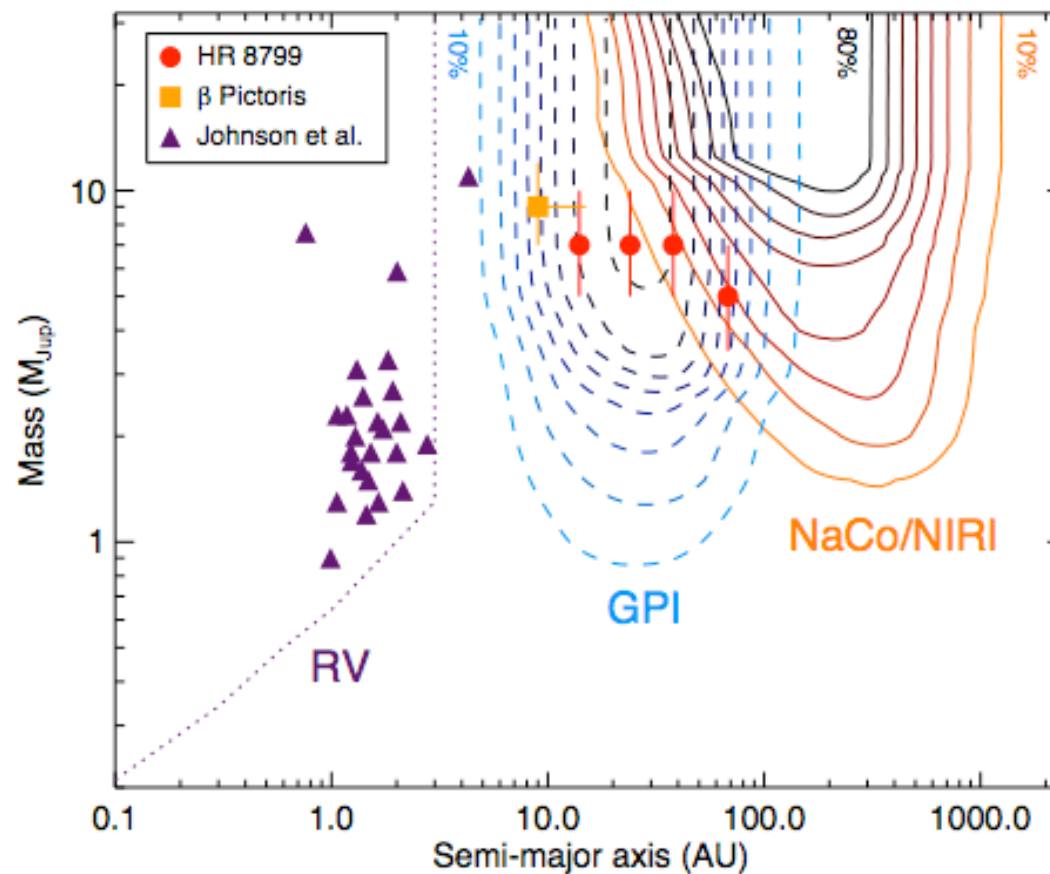 10%
80%
10%
HR 8799
β Pictoris
Johnson et al.
10
1
Mass (M_Jup)
NaCo/NIRI
GPI
RV
0.1
1.0
10.0
100.0
1000.0
Semi-major axis (AU)